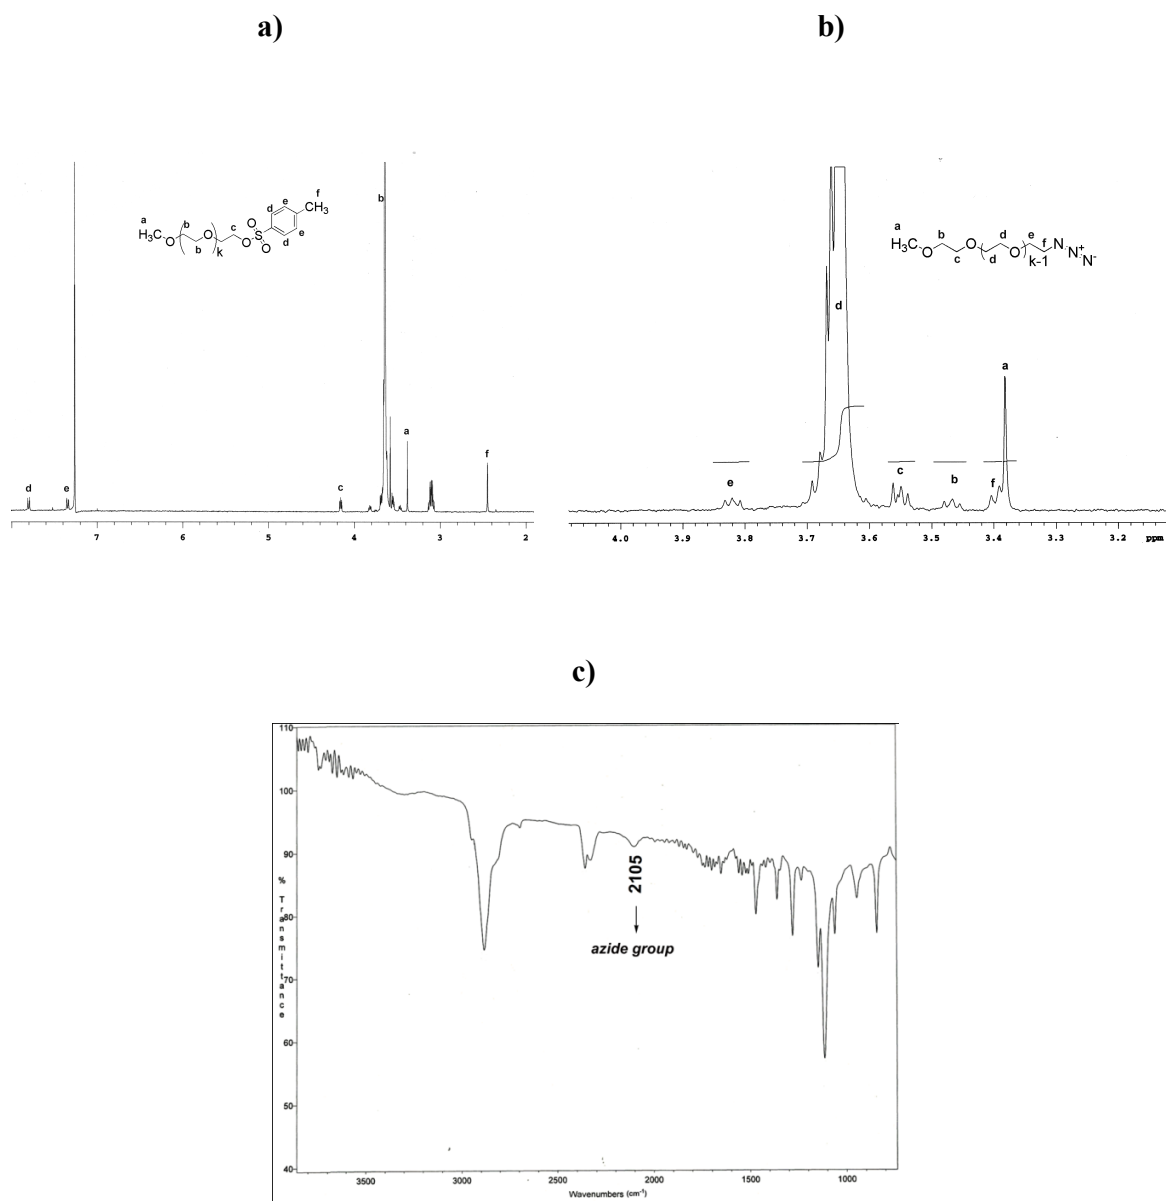 a)
b)
f
CH3
d
e
a
H3C
O
b
b
O
k
c
O
S
O
O
d
e
b
a
f
d
e
c
7
6
5
4
3
2
a
H3C
O
b
c
O
d
d
O
k-1
e
f
N
N+
N-
d
a
e
c
b
f
4.0 3.9 3.8 3.7 3.6 3.5 3.4 3.3 3.2 ppm
c)
110
100
90
80
70
60
50
40
% Transmittance
2105
azide group
3500 3000 2500 2000 1500 1000
Wavenumbers (cm-1)